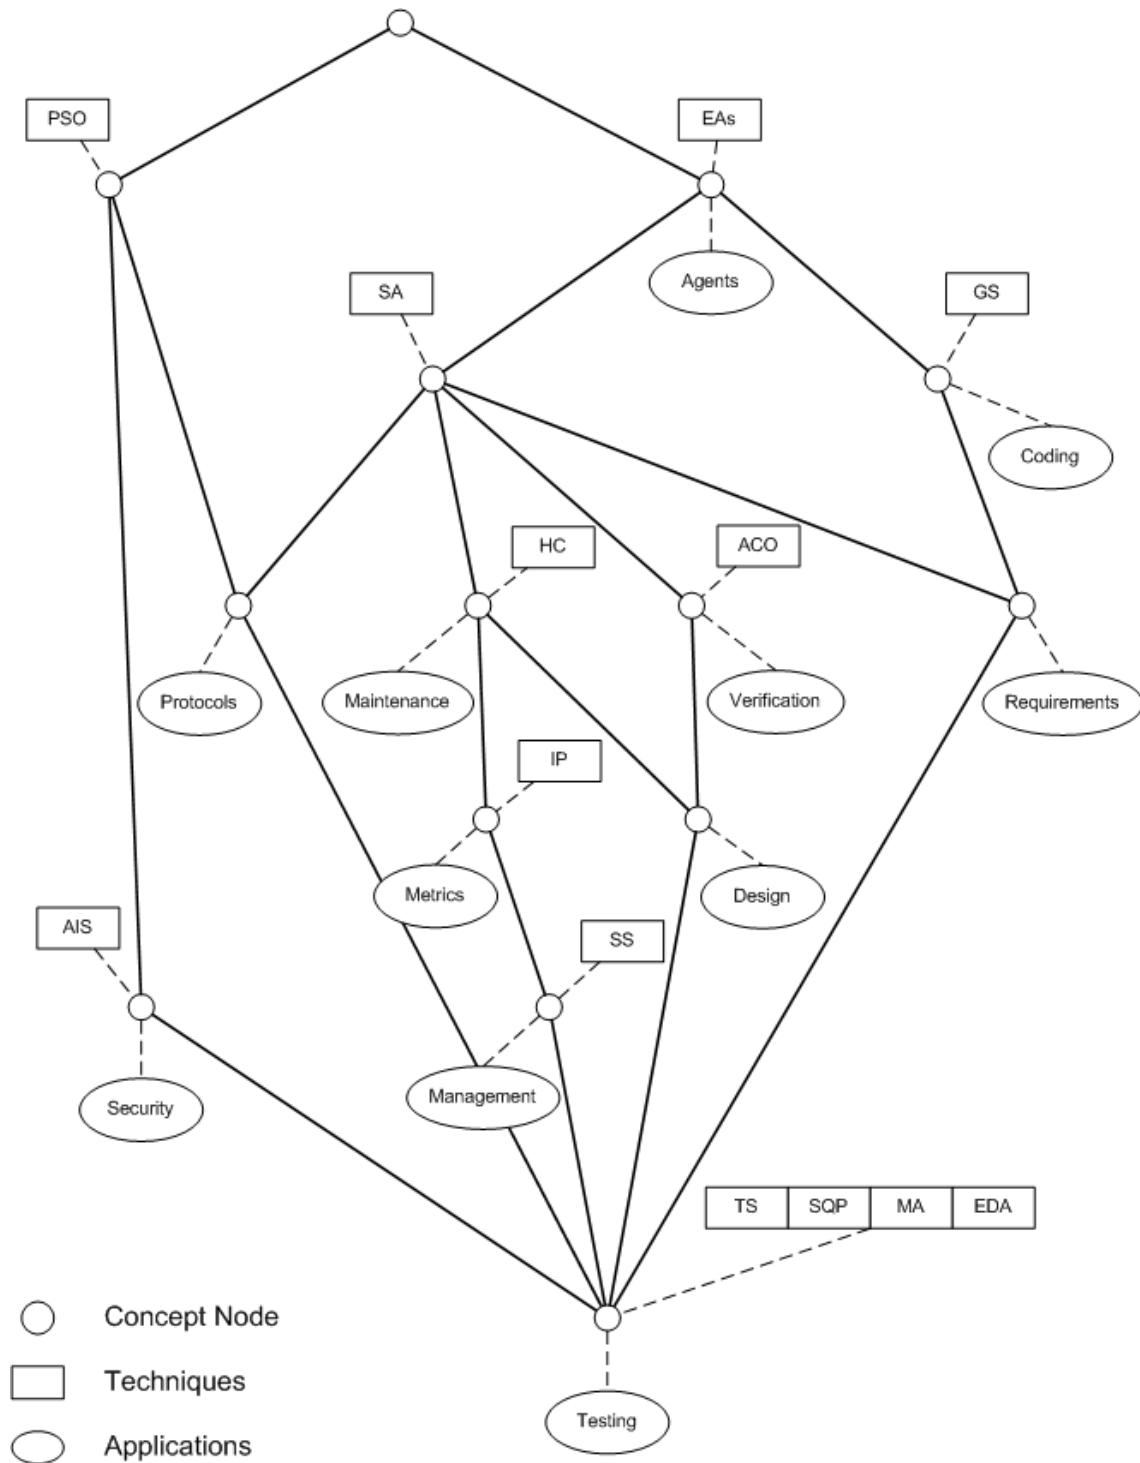 PSO
EAs
Agents
SA
GS
Coding
HC
ACO
Protocols
Maintenance
Verification
Requirements
IP
Metrics
Design
AIS
SS
Management
Security
TS SQP MA EDA
Concept Node
Techniques
Testing
Applications